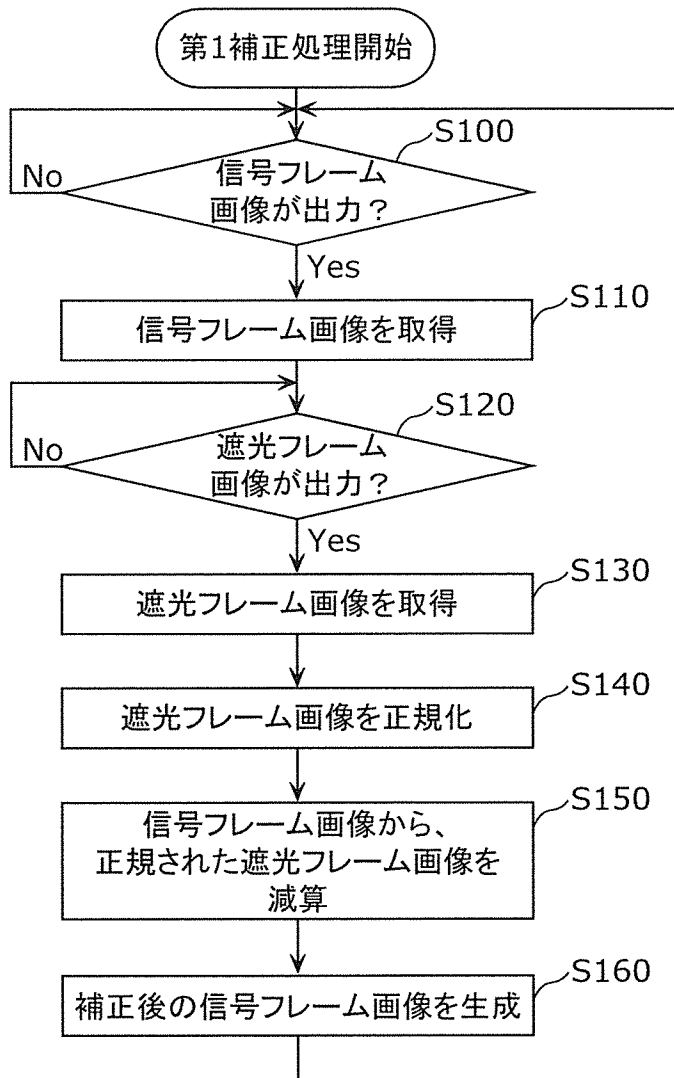 第1補正処理開始
S100
信号フレーム
画像が出力？
No
Yes
S110
信号フレーム画像を取得
S120
遮光フレーム
画像が出力？
No
Yes
S130
遮光フレーム画像を取得
S140
遮光フレーム画像を正規化
S150
信号フレーム画像から、
正規された遮光フレーム画像を
減算
S160
補正後の信号フレーム画像を生成